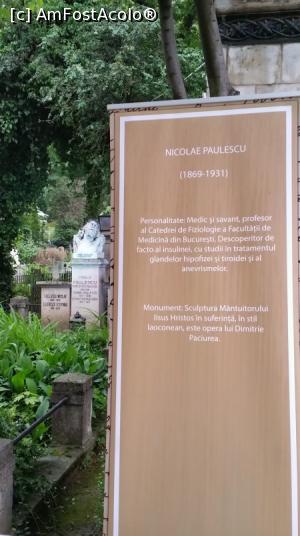 [c] AmFostAcolo®
NICOLAE PAULESCU
(1869-1931)
Personalitate: Medic și savant, profesor
al Catedrei de Fiziologie a Facultății de
Medicină din București. Descoperitor de
facto al insulinei, cu studii în tratamentul
glandelor hipofizei și tiroidei și al
anevrismelor.
Monument: Sculptura Mântuitorului
Iisus Hristos în suferință, în stil
laoconean, este opera lui Dimitrie
Paciurea.
PAULESCU